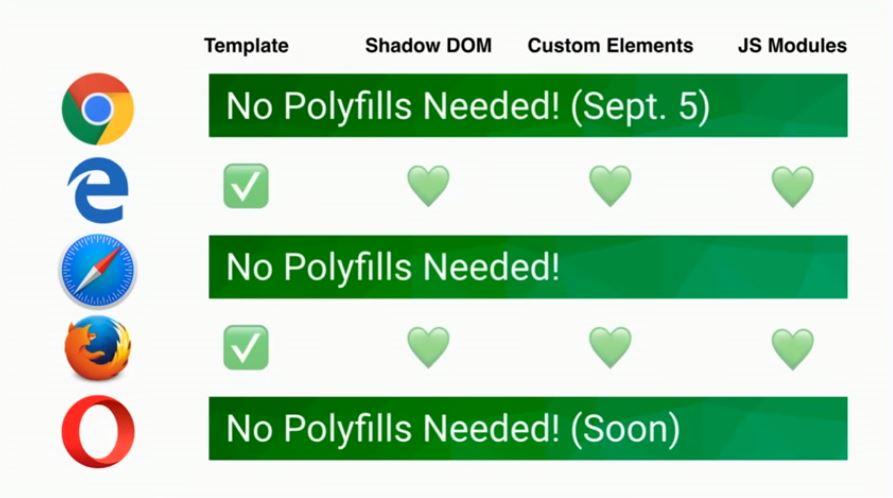 Template Shadow DOM Custom Elements JS Modules
No Polyfills Needed! (Sept. 5)
No Polyfills Needed!
No Polyfills Needed! (Soon)